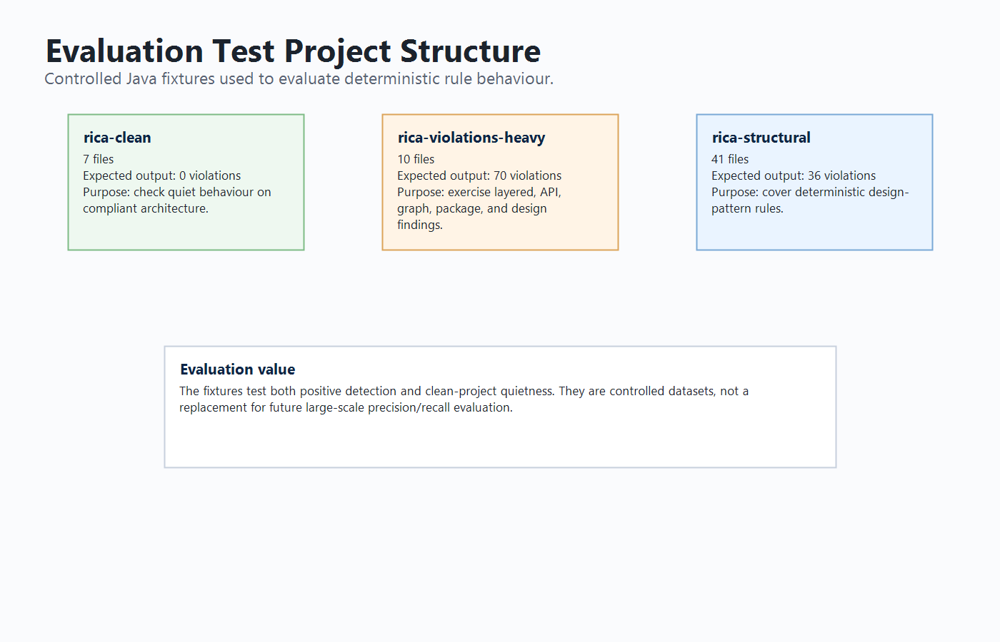 Evaluation Test Project Structure
Controlled Java fixtures used to evaluate deterministic rule behaviour.
rica-clean
7 files
Expected output: 0 violations
Purpose: check quiet behaviour on
compliant architecture.
rica-violations-heavy
10 files
Expected output: 70 violations
Purpose: exercise layered, API,
graph, package, and design
findings.
rica-structural
41 files
Expected output: 36 violations
Purpose: cover deterministic design-
pattern rules.
Evaluation value
The fixtures test both positive detection and clean-project quietness. They are controlled datasets, not a
replacement for future large-scale precision/recall evaluation.